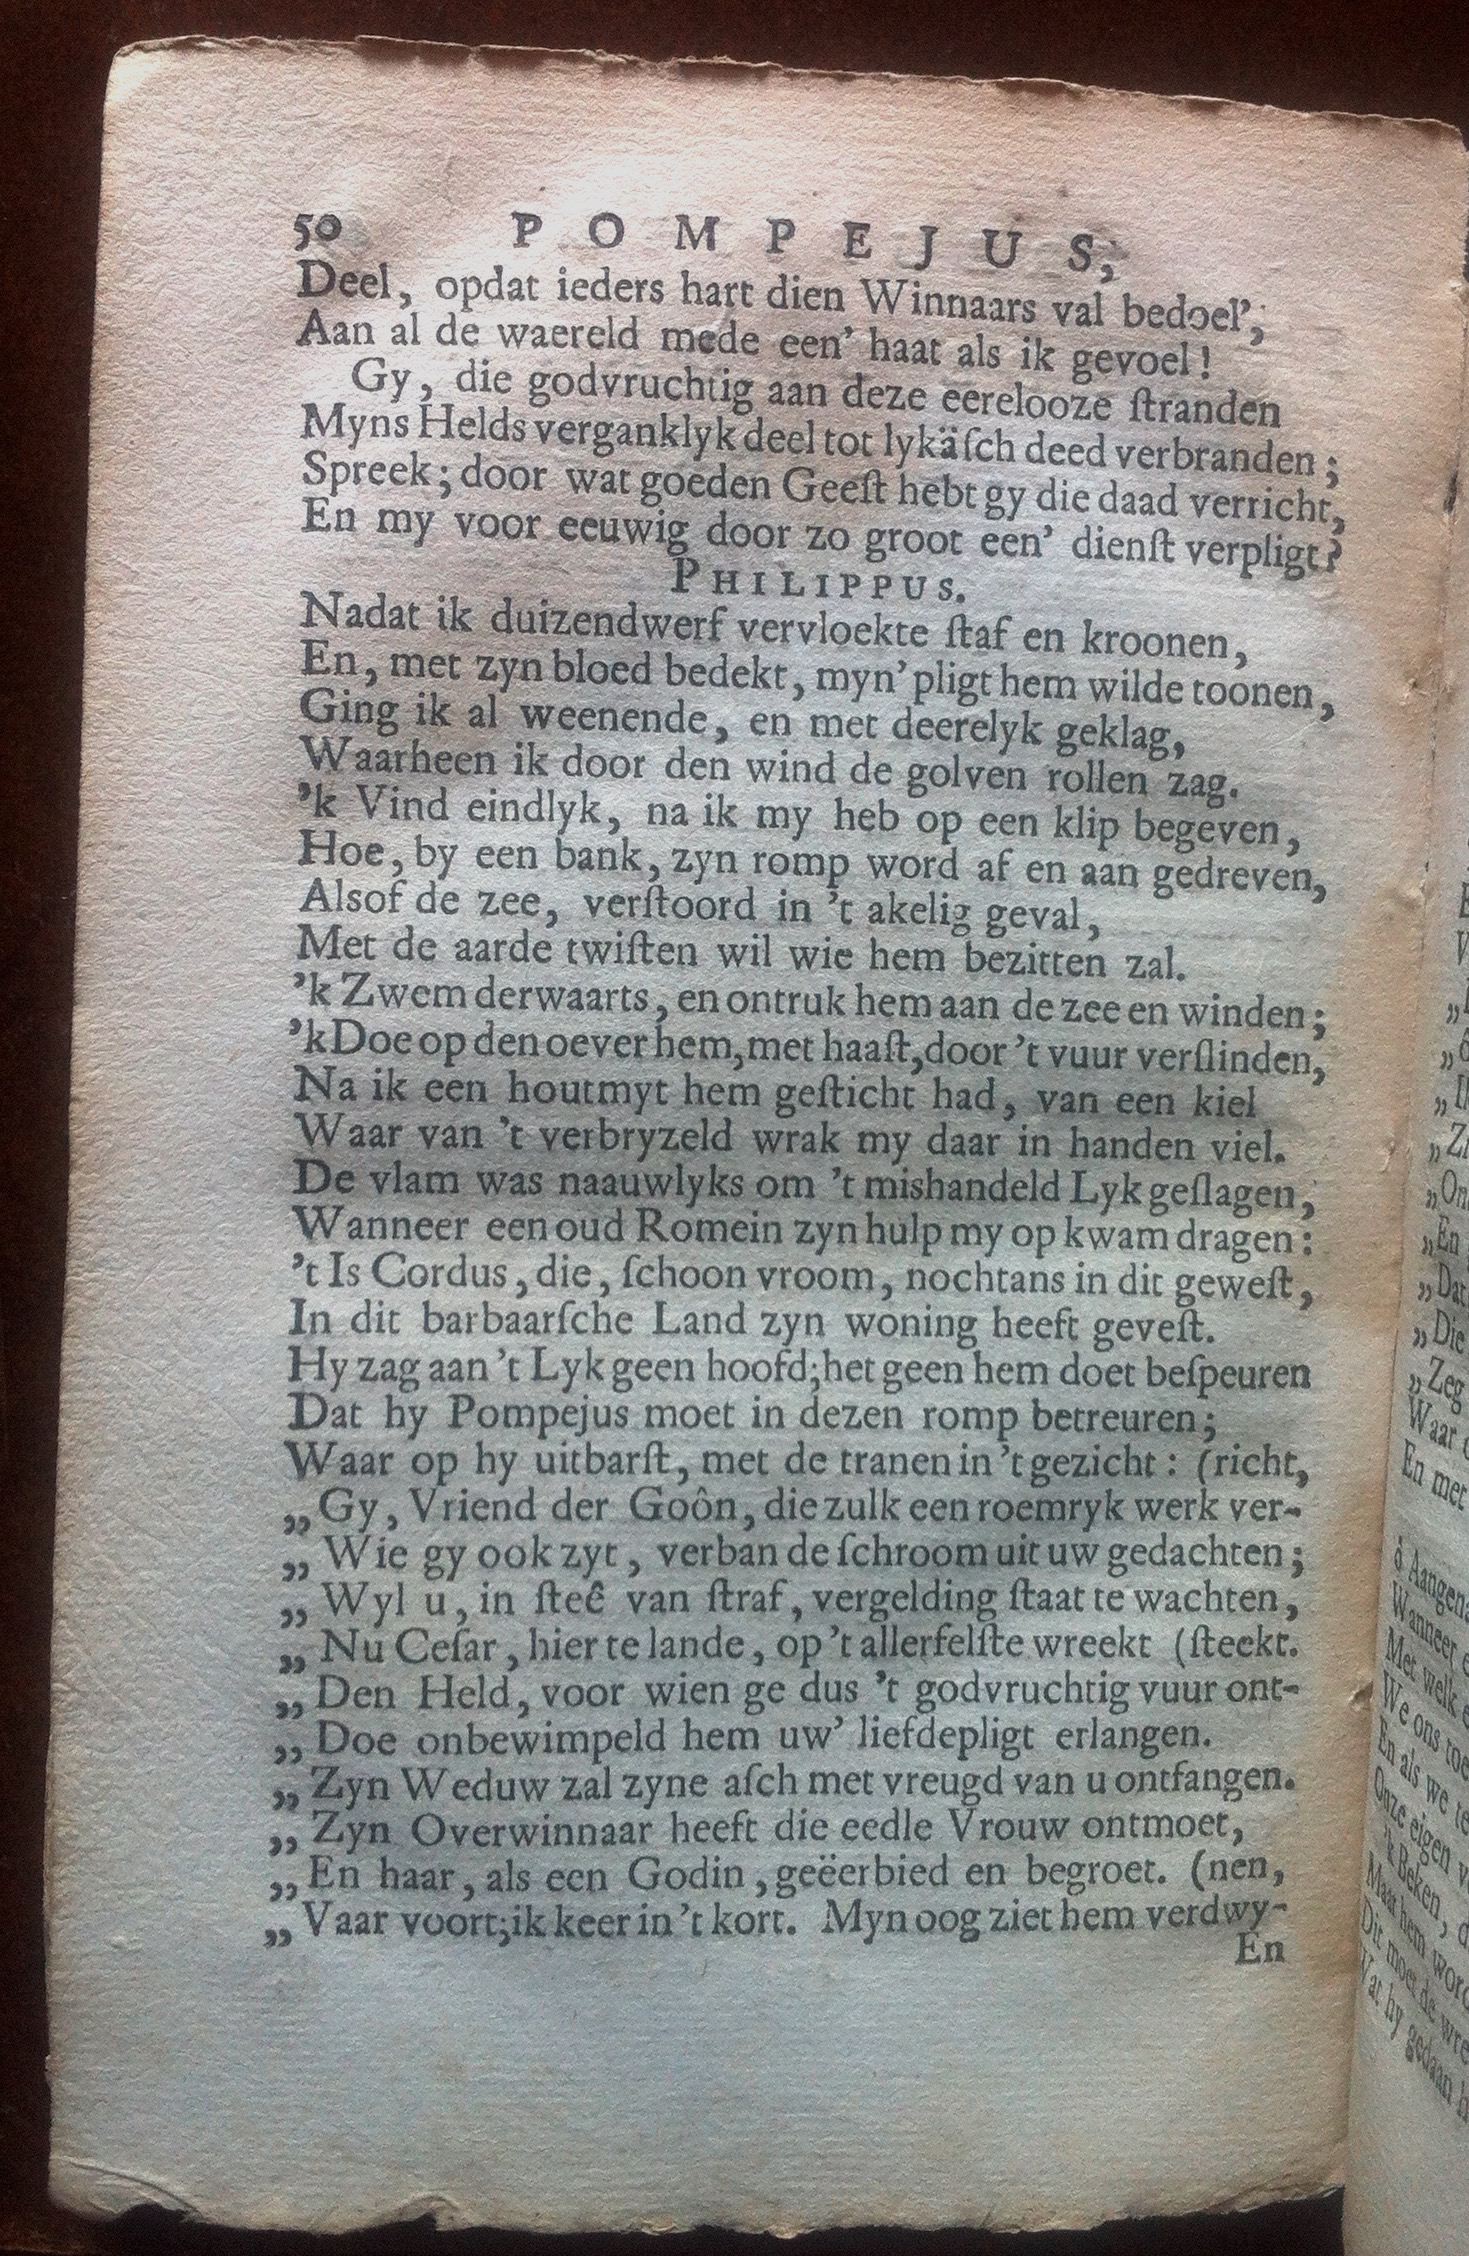 50 POMPEJUS,
Deel, opdat ieders hart dien Winnaars val bedoel',
Aan al de waereld mede een' haat als ik gevoel!
Gy, die godvruchtig aan deze eerelooze ſtranden
Myns Helds verganklyk deel tot lykäſch deed verbranden;
Spreek; door wat goeden Geeſt hebt gy die daad verricht,
En my voor eeuwig door zo groot een' dienſt verpligt?
PHILIPPUS.
Nadat ik duizendwerf vervloekte ſtaf en kroonen,
En, met zyn bloed bedekt, myn' pligt hem wilde toonen,
Ging ik al weenende, en met deerelyk geklag,
Waarheen ik door den wind de golven rollen zag.
'k Vind eindlyk, na ik my heb op een klip begeven,
Hoe, by een bank, zyn romp word af en aan gedreven,
Alsof de zee, verſtoord in 't akelig geval,
Met de aarde twiſten wil wie hem bezitten zal.
'k Zwem derwaarts, en ontruk hem aan de zee en winden;
'k Doe op den oever hem, met haaſt, door 't vuur verſlinden,
Na ik een houtmyt hem geſticht had, van een kiel
Waar van 't verbryzeld wrak my daar in handen viel.
De vlam was naauwlyks om 't mishandeld Lyk geſlagen,
Wanneer een oud Romein zyn hulp my op kwam dragen:
't Is Cordus, die, ſchoon vroom, nochtans in dit geweſt,
In dit barbaarſche Land zyn woning heeft geveſt.
Hy zag aan 't Lyk geen hoofd; het geen hem doet beſpeuren
Dat hy Pompejus moet in dezen romp betreuren;
Waar op hy uitbarſt, met de tranen in 't gezicht: (richt,
„ Gy, Vriend der Goôn, die zulk een roemryk werk ver-
„ Wie gy ook zyt, verban de ſchroom uit uw gedachten;
„ Wyl u, in ſteê van ſtraf, vergelding ſtaat te wachten,
„ Nu Ceſar, hier te lande, op 't allerfelſte wreekt (ſteekt.
„ Den Held, voor wien ge dus 't godvruchtig vuur ont-
„ Doe onbewimpeld hem uw' liefdepligt erlangen.
„ Zyn Weduw zal zyne aſch met vreugd van u ontfangen.
„ Zyn Overwinnaar heeft die eedle Vrouw ontmoet,
„ En haar, als een Godin, geëerbied en begroet. (nen,
„ Vaar voort; ik keer in 't kort. Myn oog ziet hem verdwy-
En